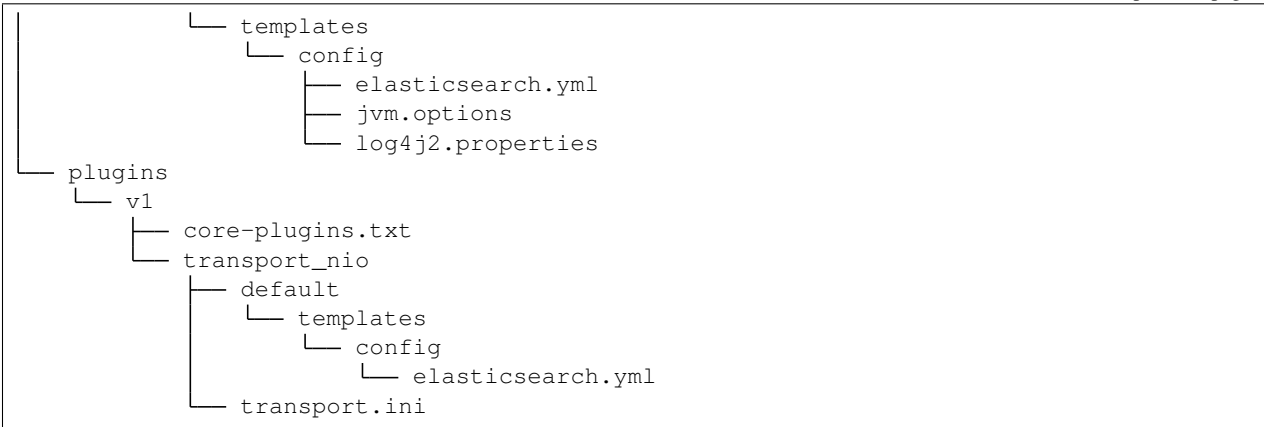 │           └── templates
│               └── config
│                   ├── elasticsearch.yml
│                   ├── jvm.options
│                   └── log4j2.properties
└── plugins
    └── v1
        ├── core-plugins.txt
        └── transport_nio
            ├── default
            │   └── templates
            │       └── config
            │           └── elasticsearch.yml
            └── transport.ini